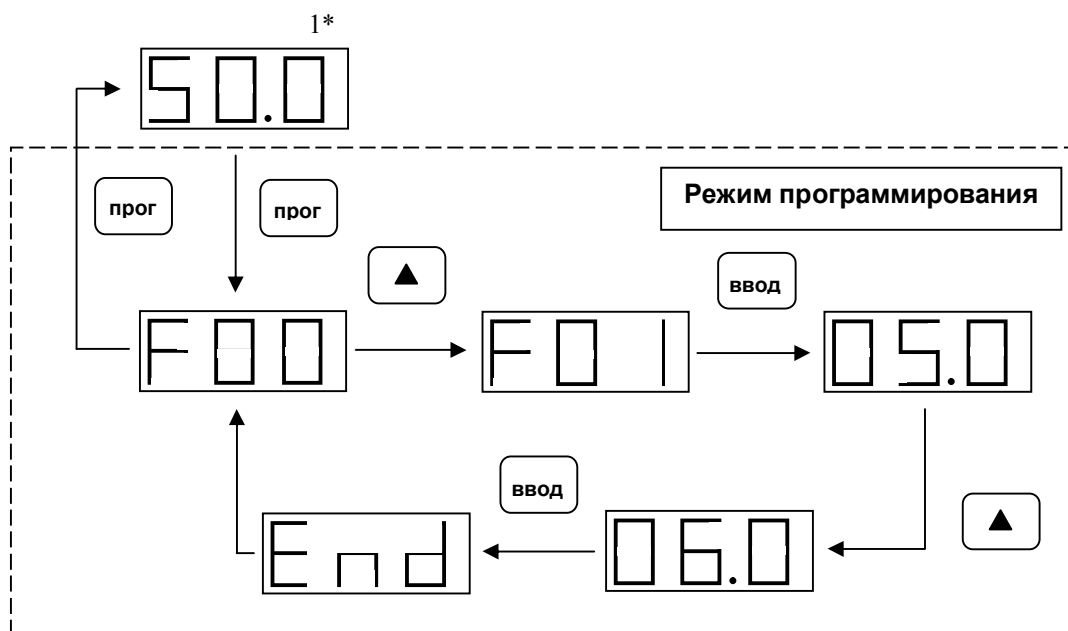 1*
50.0
Режим программирования
прог
прог
▲
ввод
F00
F01
05.0
ввод
▲
End
06.0